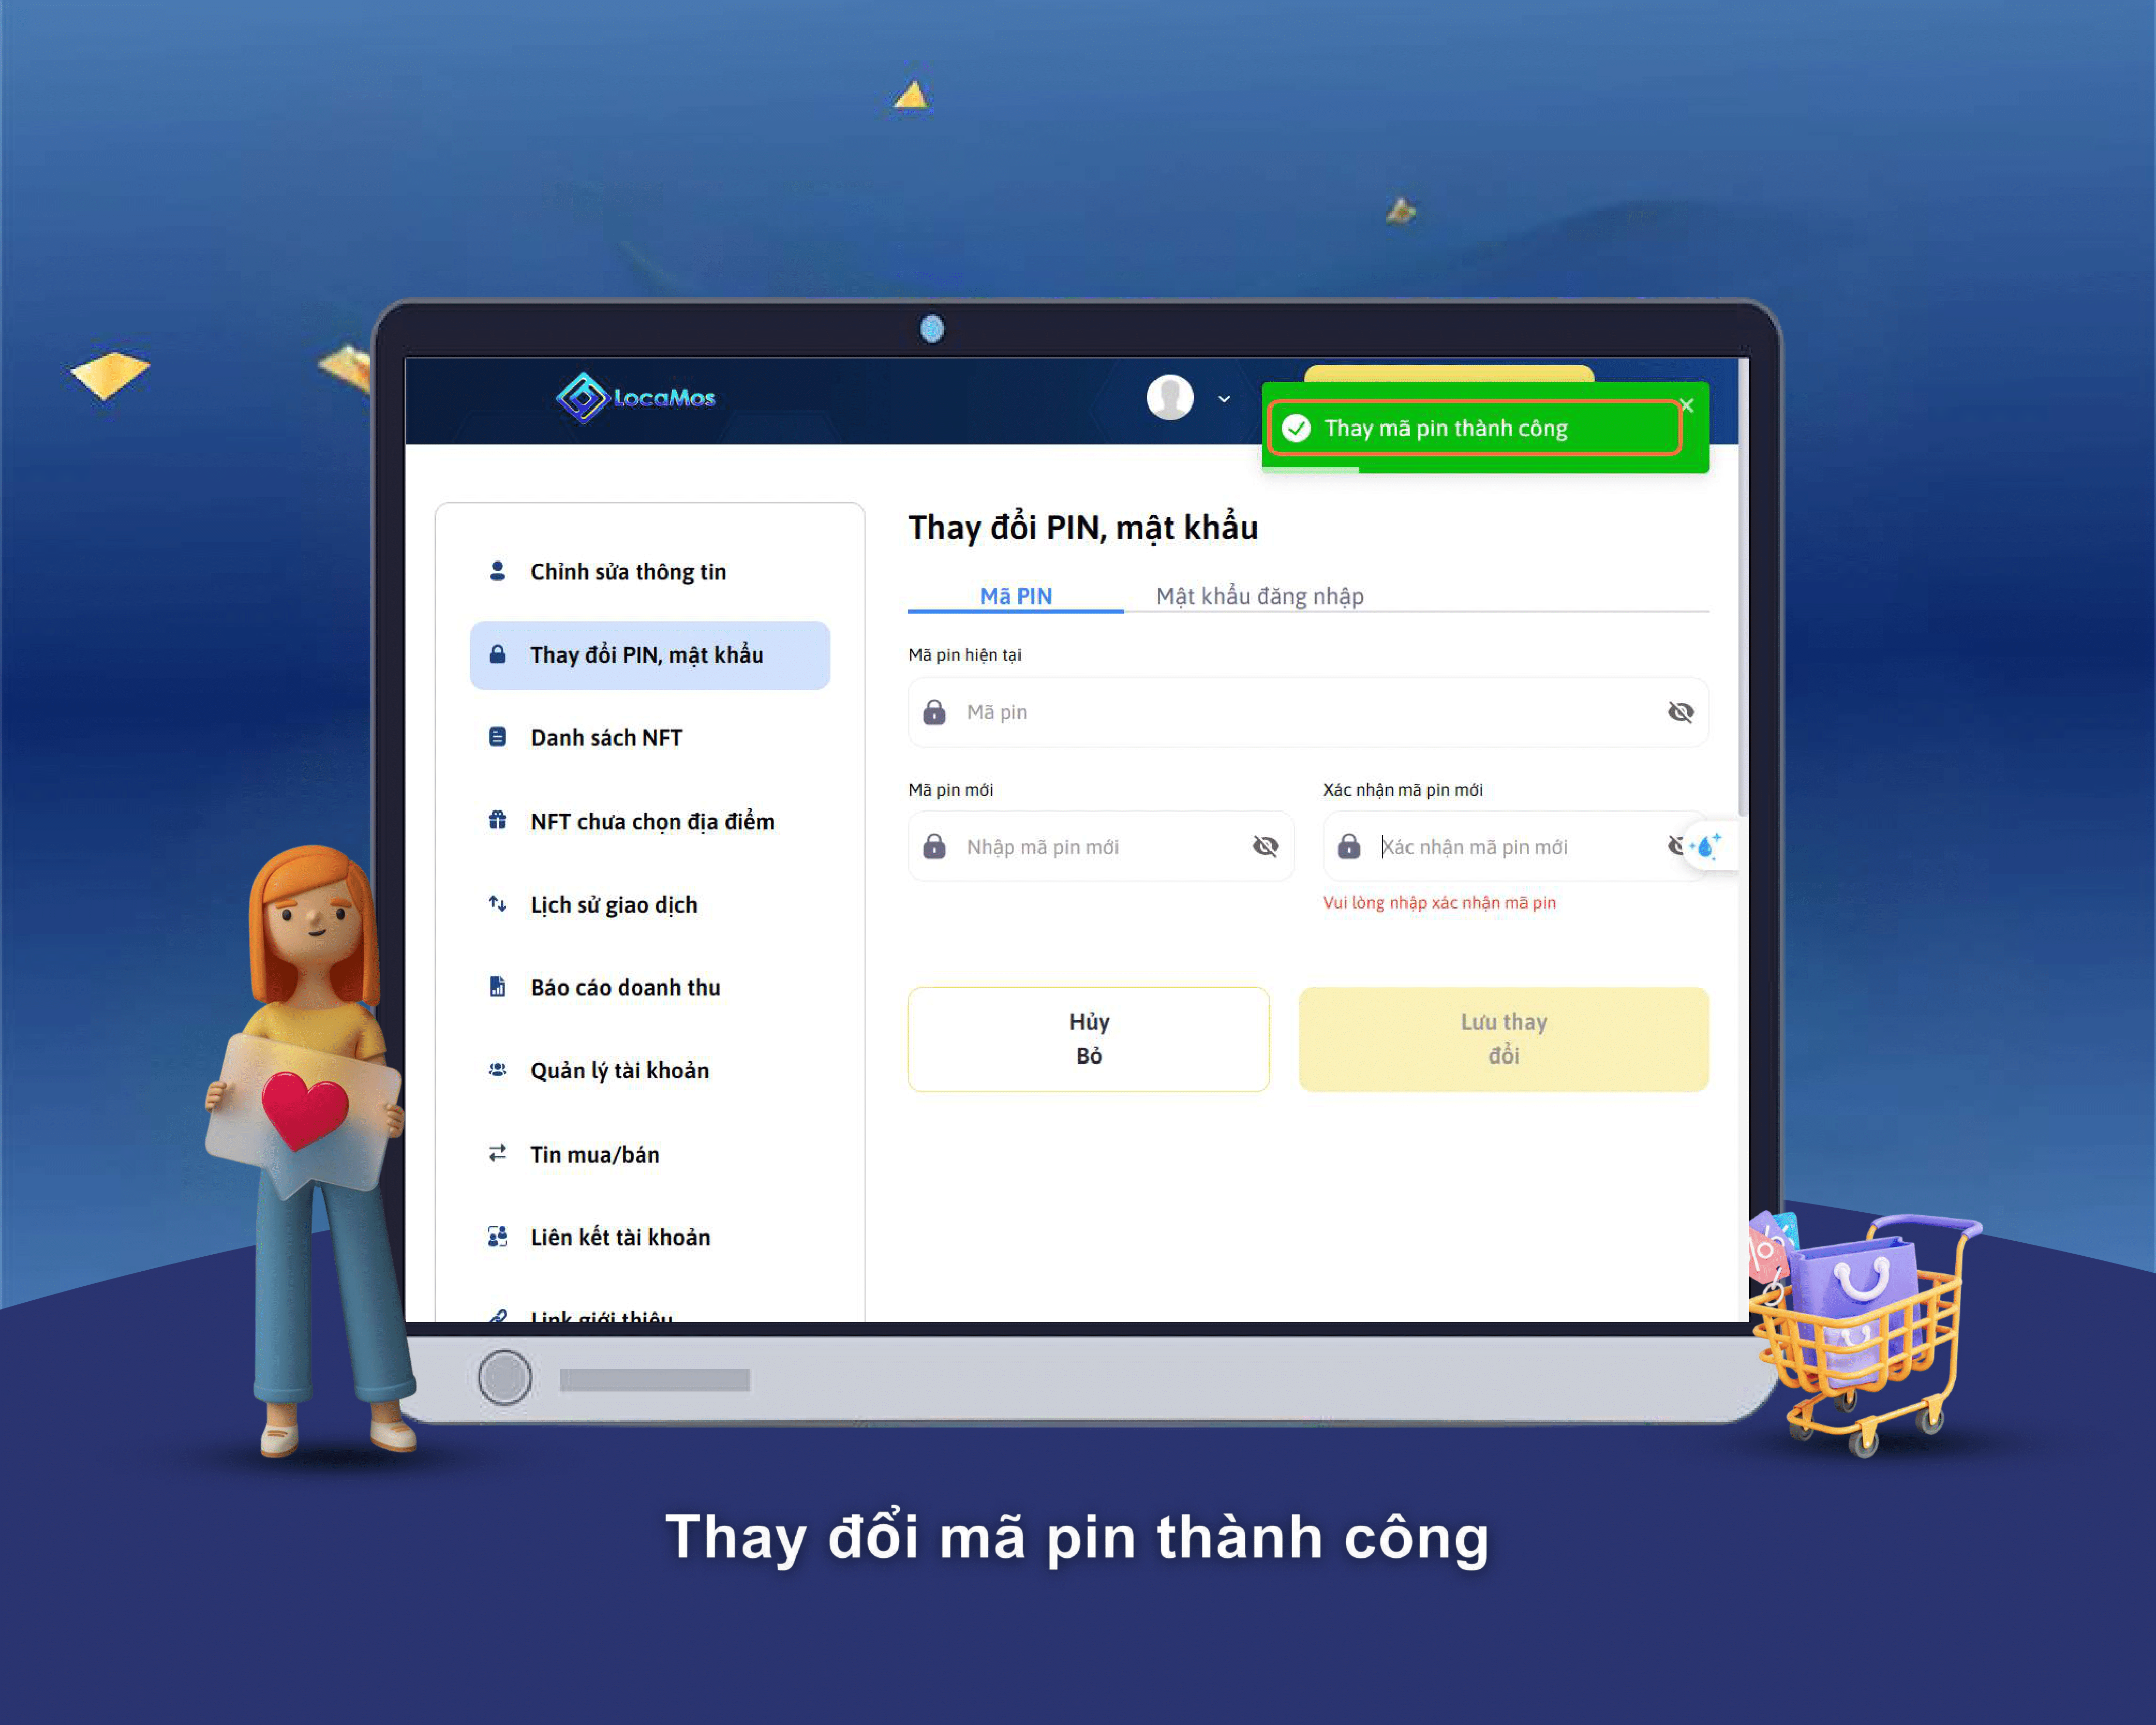 LocaMos
Thay mã pin thành công
Thay đổi PIN, mật khẩu
Mã PIN
Mật khẩu đăng nhập
Chỉnh sửa thông tin
Thay đổi PIN, mật khẩu
Danh sách NFT
NFT chưa chọn địa điểm
Lịch sử giao dịch
Báo cáo doanh thu
Quản lý tài khoản
Tin mua/bán
Liên kết tài khoản
Link giới thiệu
Mã pin hiện tại
Mã pin
Mã pin mới
Nhập mã pin mới
Xác nhận mã pin mới
Xác nhận mã pin mới
Vui lòng nhập xác nhận mã pin
Hủy
Bỏ
Lưu thay
đổi
Thay đổi mã pin thành công